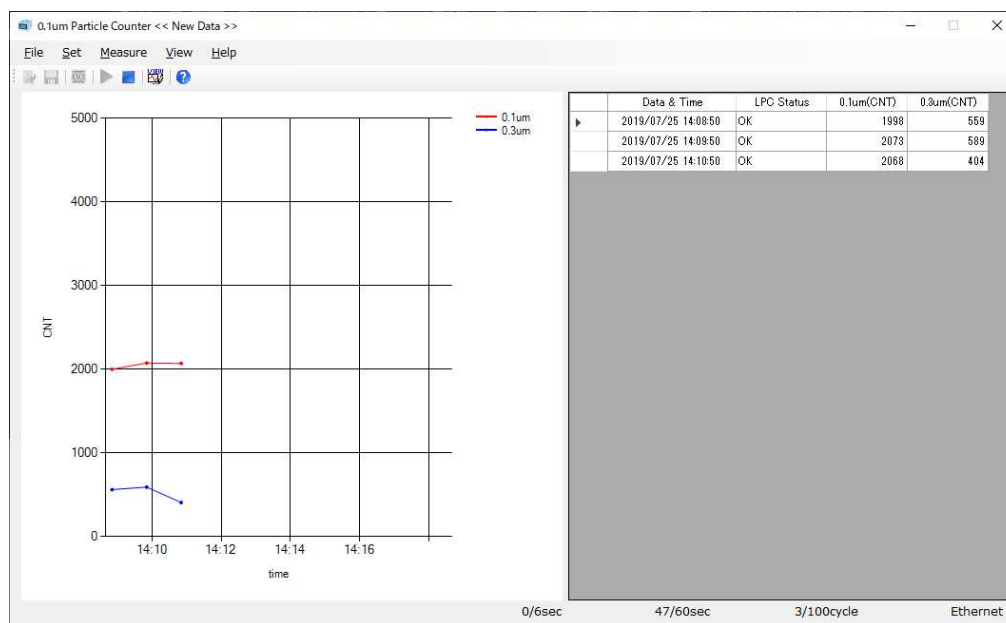 0.1um Particle Counter << New Data >>
File Set Measure View Help
5000
4000
3000
2000
1000
0
CNT
14:10 14:12 14:14 14:16
time
0.1um
0.3um
Data & Time LPC Status 0.1um(CNT) 0.3um(CNT)
2019/07/25 14:08:50 OK 1998 559
2019/07/25 14:09:50 OK 2073 589
2019/07/25 14:10:50 OK 2068 404
0/6sec 47/60sec 3/100cycle Ethernet